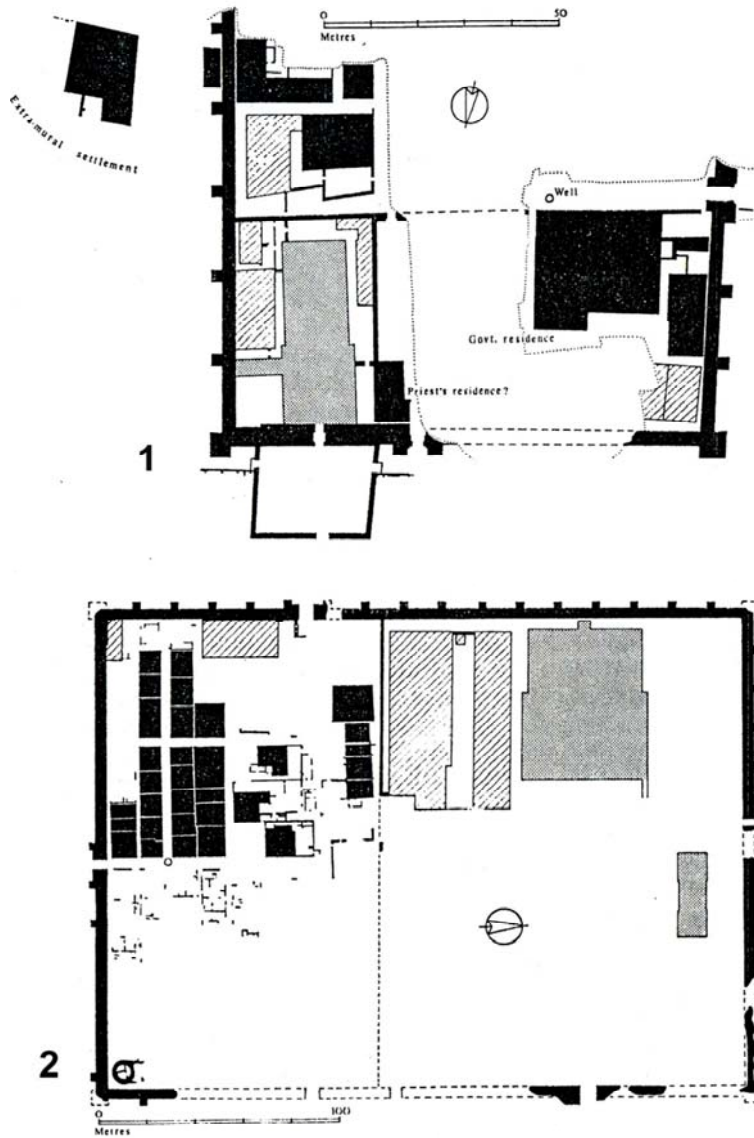 0 50
Metres
Extra-mural settlement
Well
Govt. residence
Priest's residence?
1
2
0 100
Metres